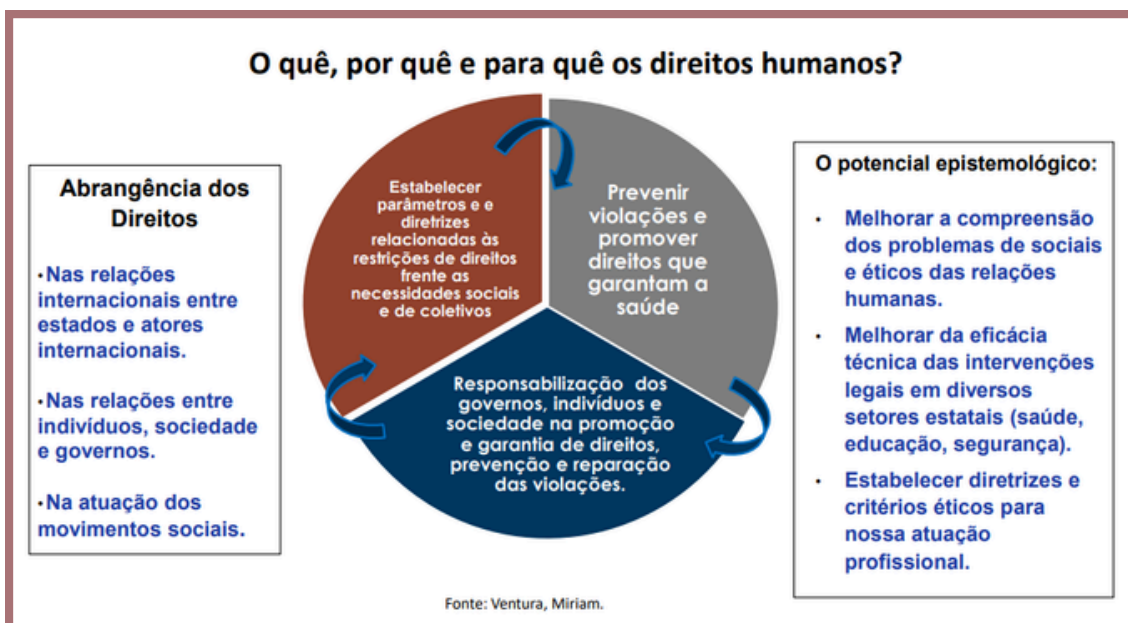 O quê, por quê e para quê os direitos humanos?
Abrangência dos
Direitos
•Nas relações
internacionais entre
estados e atores
internacionais.
•Nas relações entre
indivíduos, sociedade
e governos.
•Na atuação dos
movimentos sociais.
Estabelecer
parâmetros e e
diretrizes
relacionadas às
restrições de direitos
frente as
necessidades sociais
e de coletivos
Prevenir
violações e
promover
direitos que
garantam a
saúde
Responsabilização dos
governos, indivíduos e
sociedade na promoção
e garantia de direitos,
prevenção e reparação
das violações.
O potencial epistemológico:
• Melhorar a compreensão
dos problemas de sociais
e éticos das relações
humanas.
• Melhorar da eficácia
técnica das intervenções
legais em diversos
setores estatais (saúde,
educação, segurança).
• Estabelecer diretrizes e
critérios éticos para
nossa atuação
profissional.
Fonte: Ventura, Miriam.